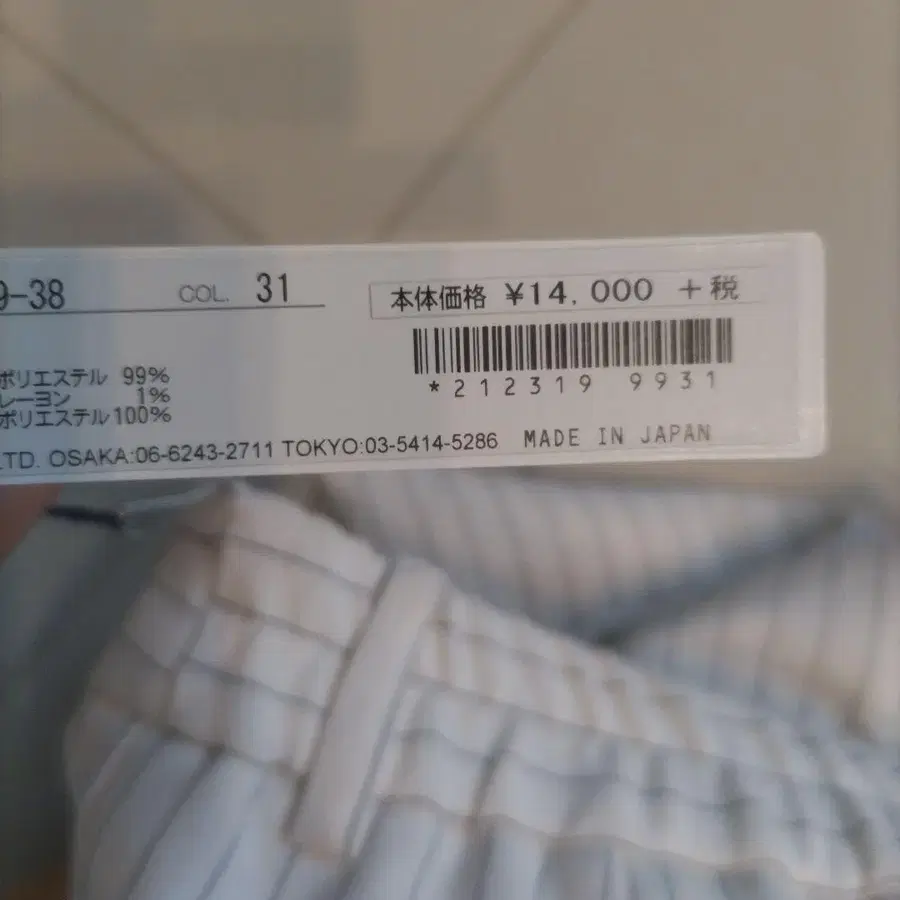 9-38 COL. 31
本体価格 ¥14,000 +税
*212319 9931
ポリエステル 99%
レーヨン 1%
ポリエステル 100%
LTD. OSAKA:06-6243-2711 TOKYO:03-5414-5286 MADE IN JAPAN